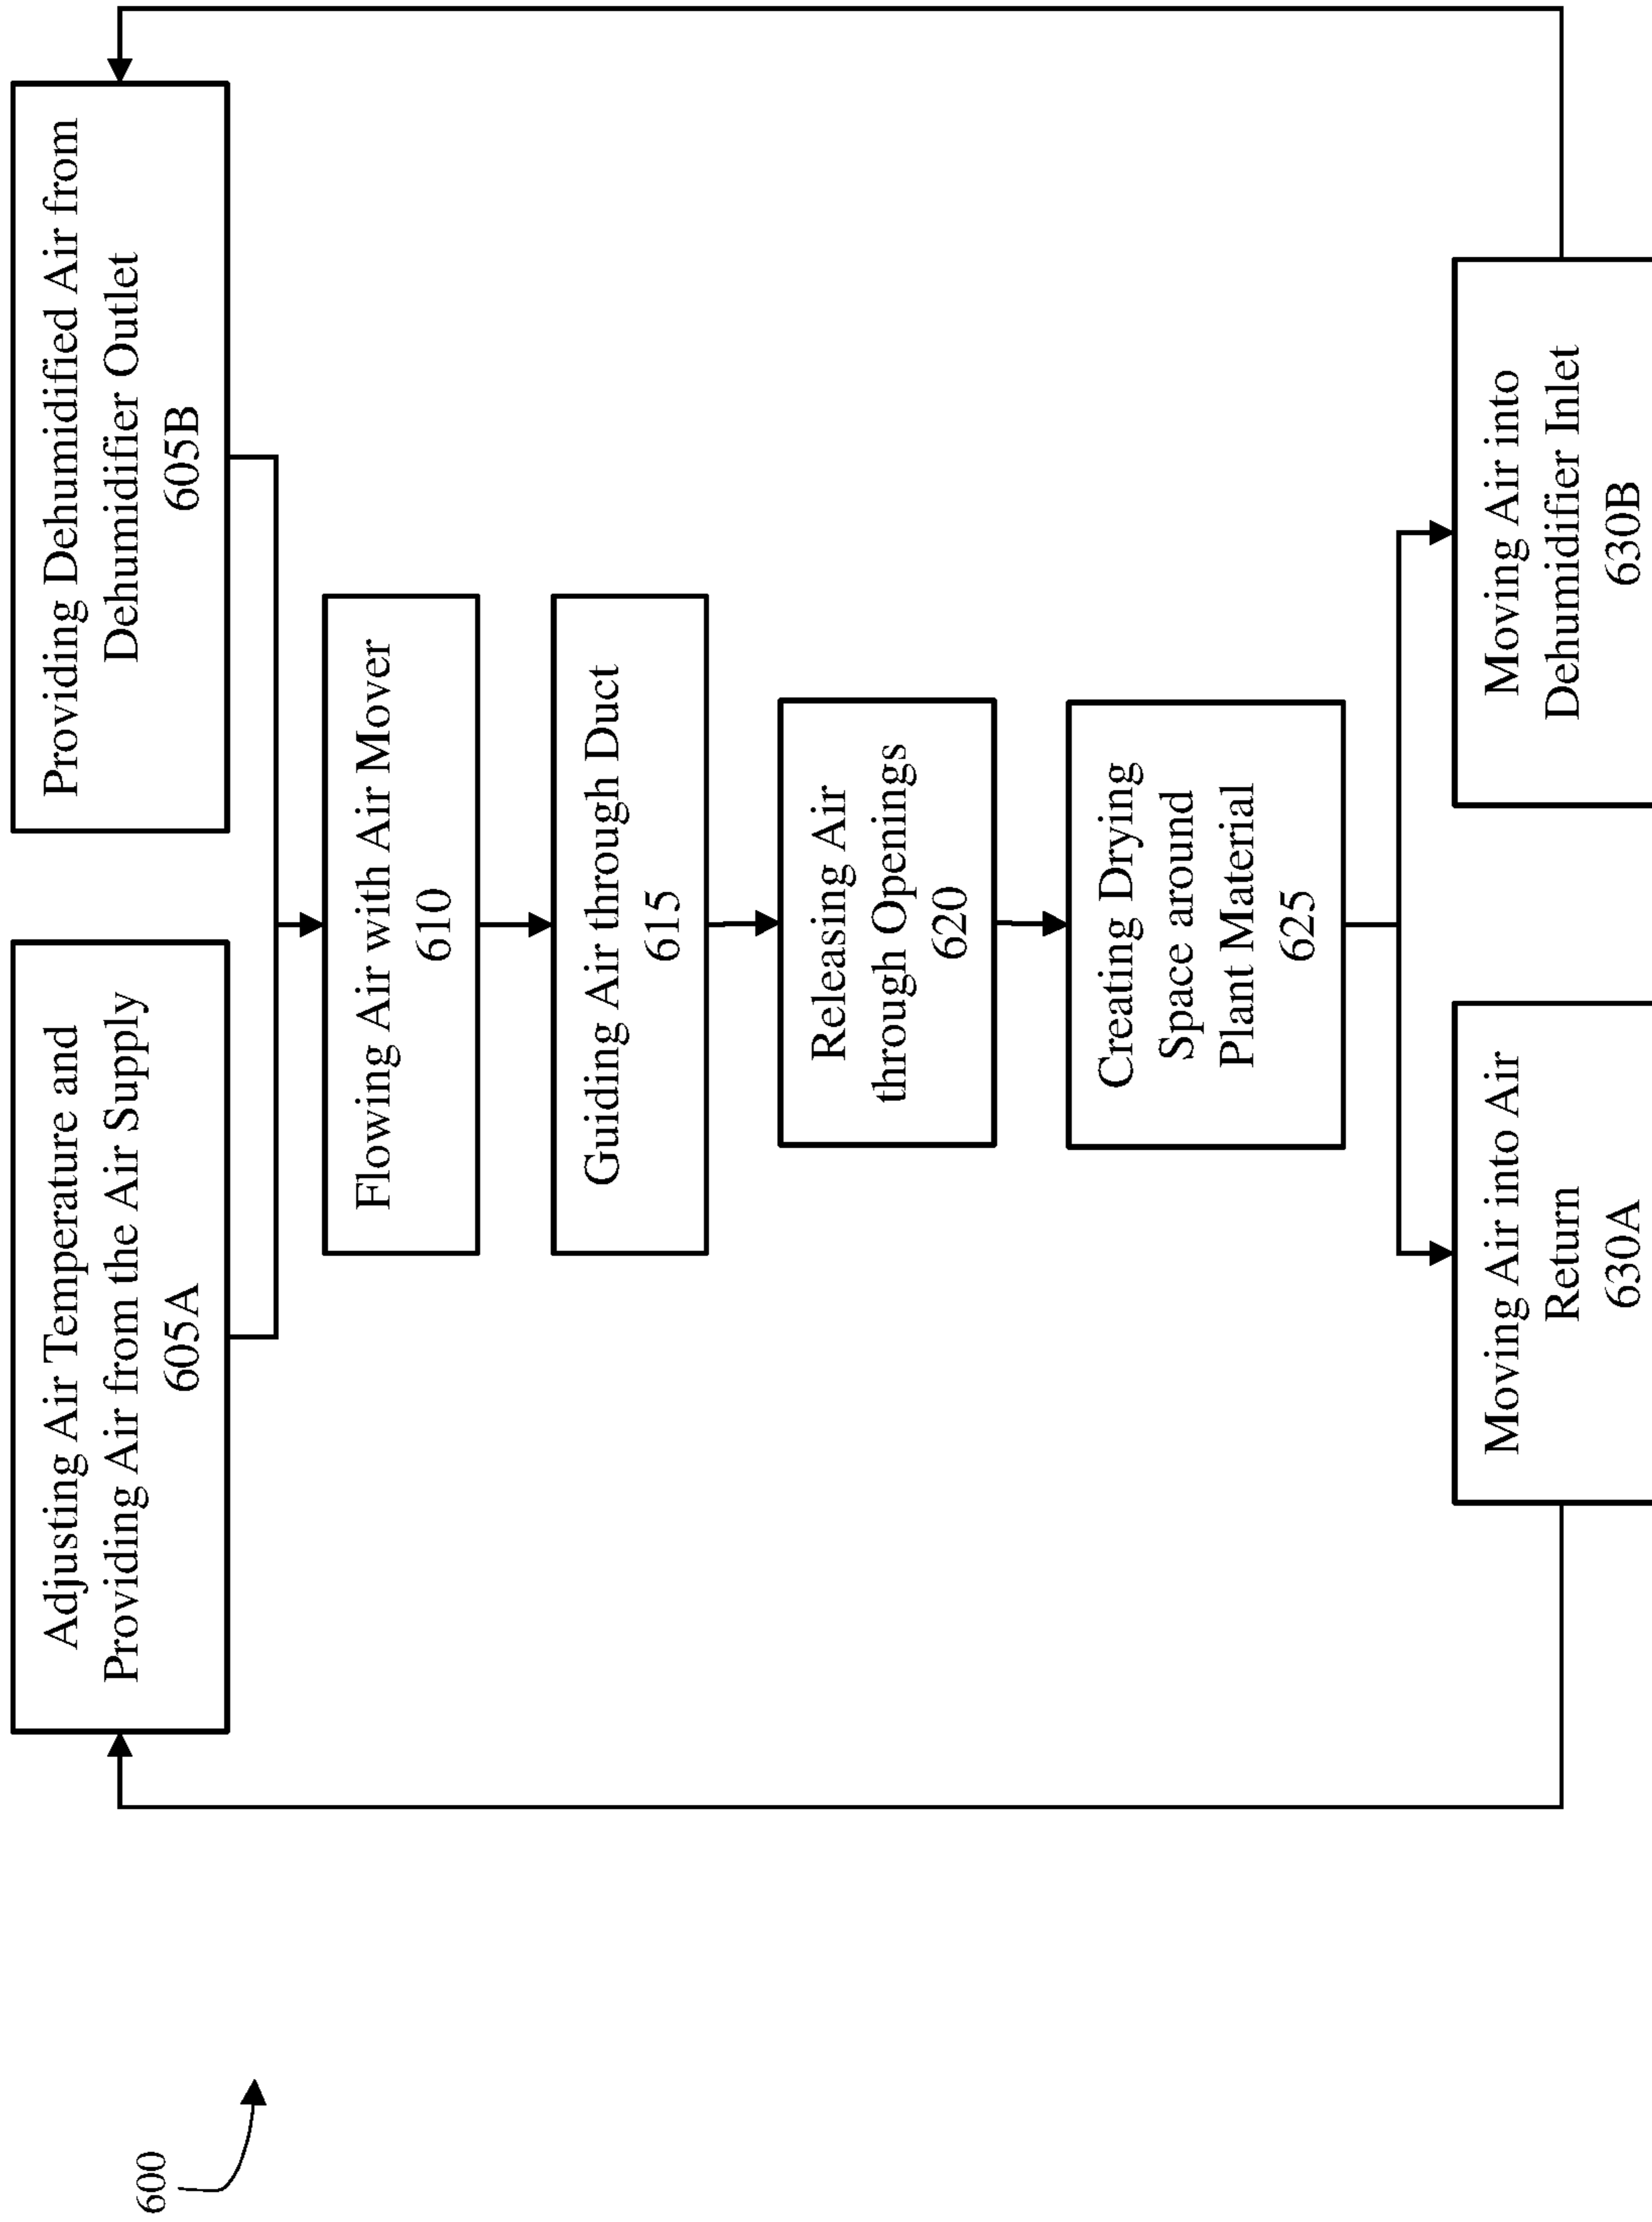 600
Adjusting Air Temperature and
Providing Air from the Air Supply
605A
Providing Dehumidified Air from
Dehumidifier Outlet
605B
Flowing Air with Air Mover
610
Guiding Air through Duct
615
Releasing Air
through Openings
620
Creating Drying
Space around
Plant Material
625
Moving Air into Air
Return
630A
Moving Air into
Dehumidifier Inlet
630B